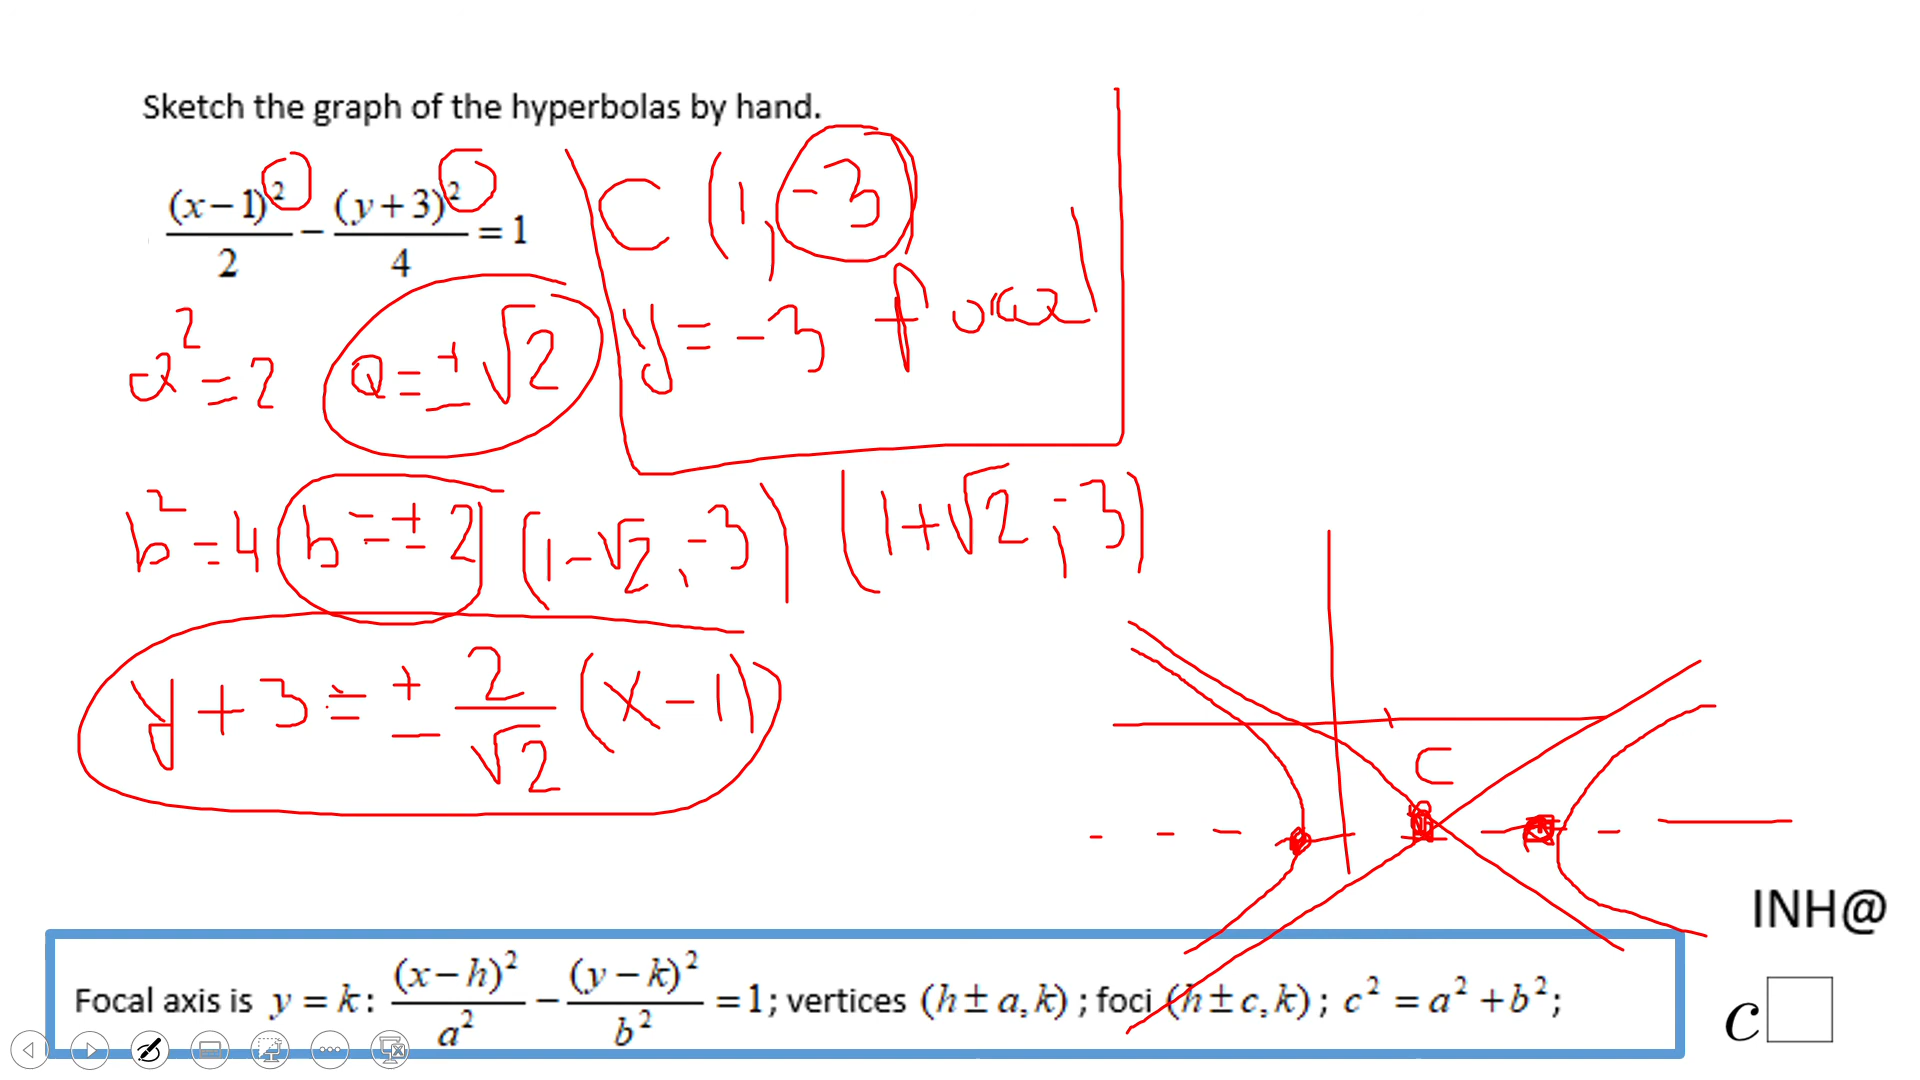 Sketch the graph of the hyperbolas by hand.
(x-1)²/2 - (y+3)²/4 = 1
C (1, -3
y = -3 focal
a² = 2 a = ± √2
b² = 4 b = ± 2 (1-√2, -3) (1+√2, -3)
y + 3 = ± 2/√2 (x-1)
C
INH@
Focal axis is y = k: (x-h)²/a² - (y-k)²/b² = 1; vertices (h±a,k) ; foci (h±c,k) ; c² = a² + b²;
c